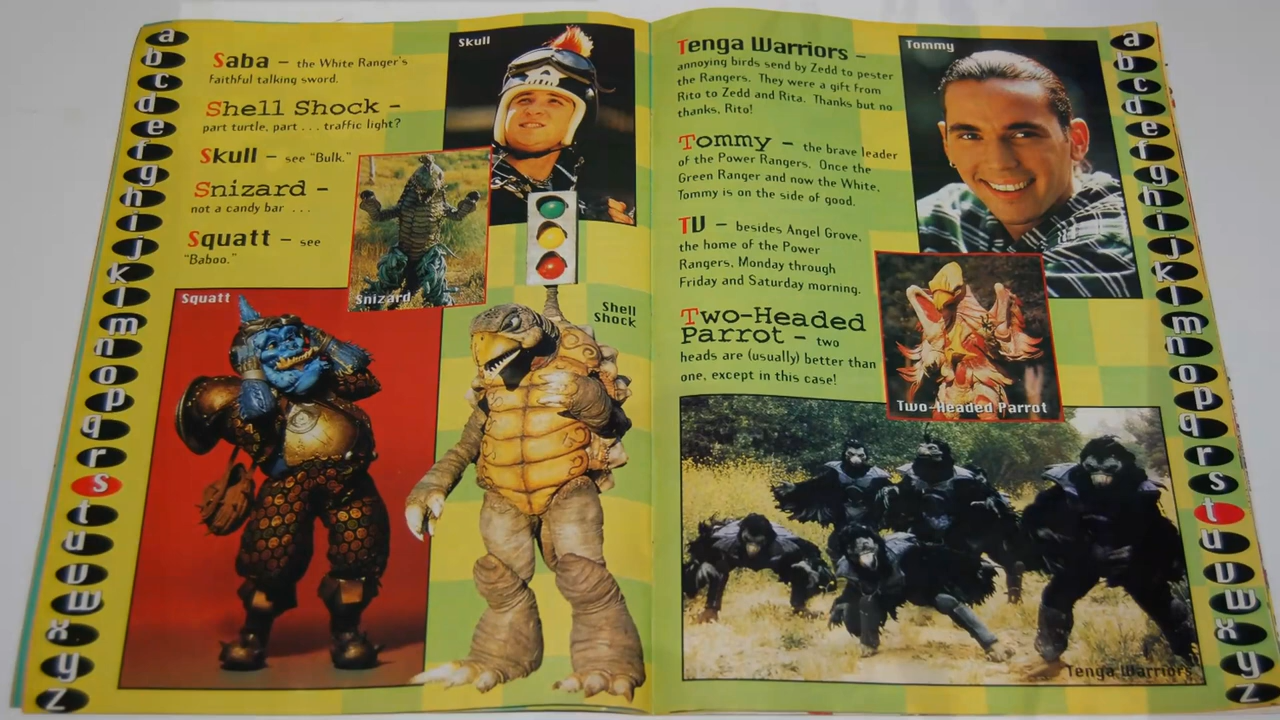 a
b
c
d
e
f
g
h
i
j
k
l
m
n
o
p
q
r
s
t
u
v
w
x
y
z
Saba – the White Ranger's
faithful talking sword.
Shell Shock –
part turtle, part . . . traffic light?
Skull – see "Bulk."
Snizard –
not a candy bar . . .
Squatt – see
"Baboo."
Skull
Snizard
Squatt
Shell
Shock
Tenga Warriors –
annoying birds send by Zedd to pester
the Rangers. They were a gift from
Rito to Zedd and Rita. Thanks but no
thanks, Rito!
Tommy – the brave leader
of the Power Rangers. Once the
Green Ranger and now the White,
Tommy is on the side of good.
TV – besides Angel Grove,
the home of the Power
Rangers, Monday through
Friday and Saturday morning.
Two-Headed
Parrot – two
heads are (usually) better than
one, except in this case!
Tommy
Two-Headed Parrot
Tenga Warriors
a
b
c
d
e
f
g
h
i
j
k
l
m
n
o
p
q
r
s
t
u
v
w
x
y
z